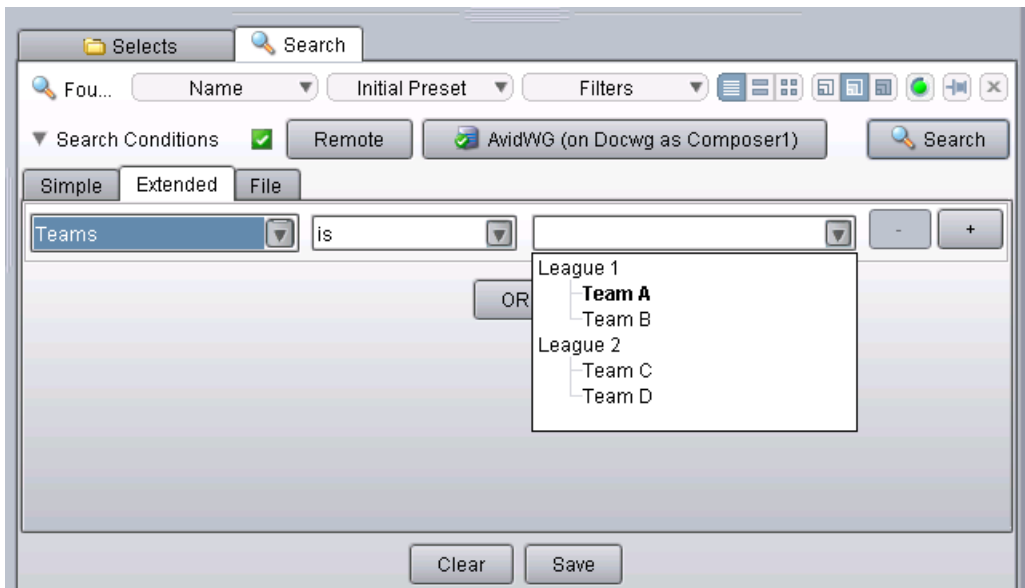 Selects Search
Fou... Name Initial Preset Filters
Search Conditions Remote AvidWG (on Docwg as Composer1) Search
Simple Extended File
Teams is - +
League 1
OR Team A
Team B
League 2
Team C
Team D
Clear Save